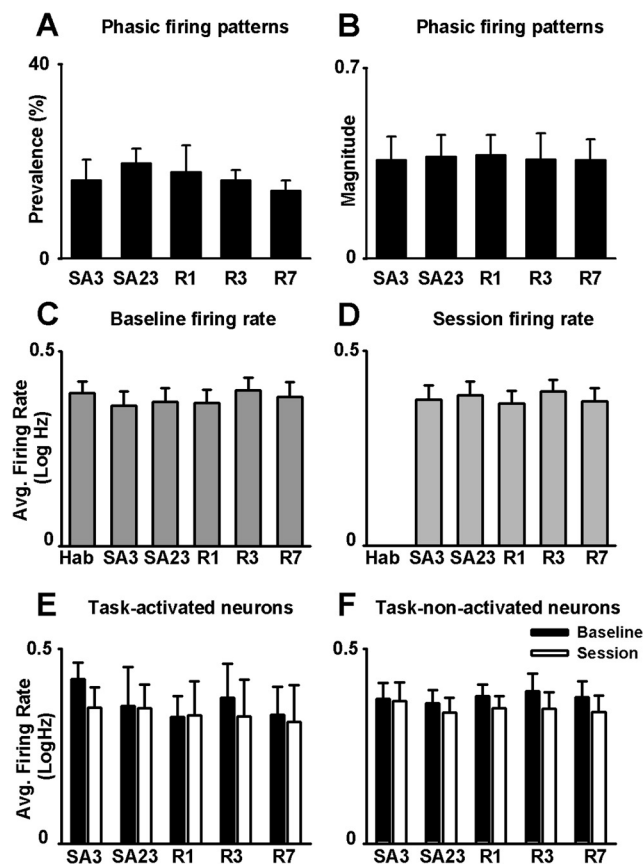 A Phasic firing patterns
40
Prevalence (%)
0
SA3 SA23 R1 R3 R7
B Phasic firing patterns
0.7
Magnitude
0
SA3 SA23 R1 R3 R7
C Baseline firing rate
0.5
Avg. Firing Rate
(Log Hz)
0
Hab SA3 SA23 R1 R3 R7
D Session firing rate
0.5
0
Hab SA3 SA23 R1 R3 R7
E Task-activated neurons
0.5
Avg. Firing Rate
(LogHz)
0
SA3 SA23 R1 R3 R7
F Task-non-activated neurons
Baseline
Session
0.5
0
SA3 SA23 R1 R3 R7